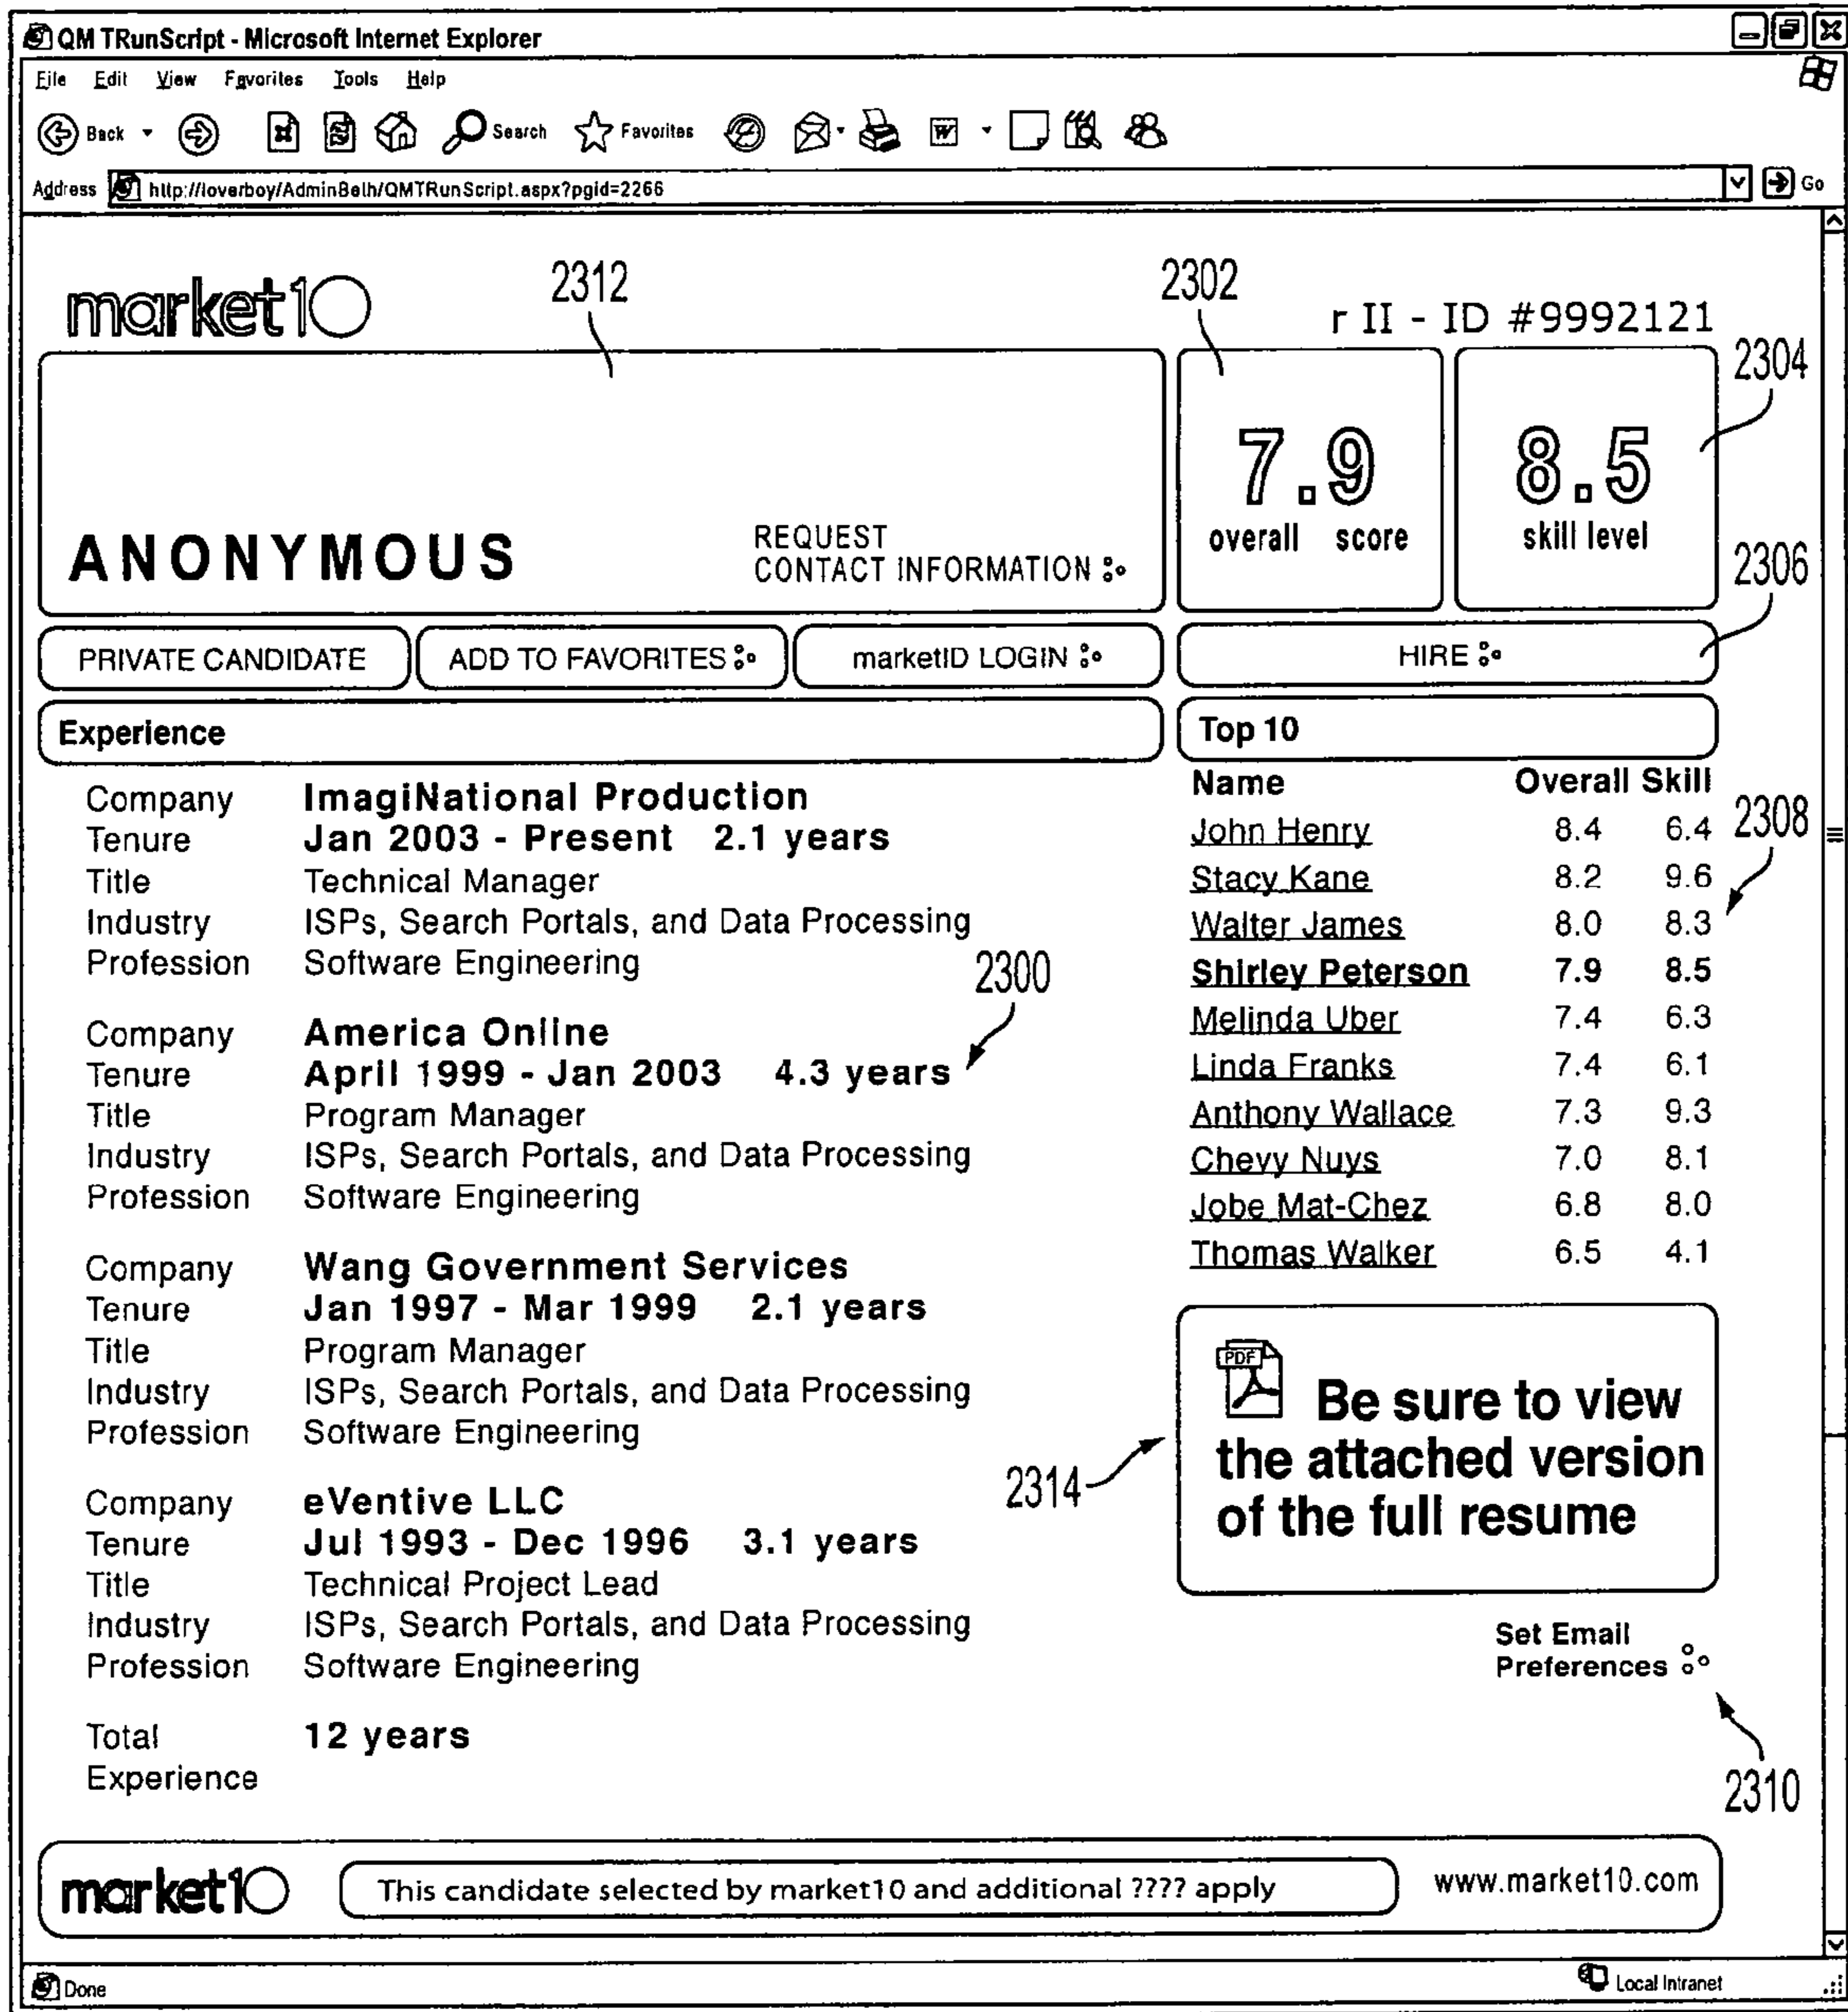 QM TRunScript - Microsoft Internet Explorer
File Edit View Favorites Tools Help
Back Search Favorites
Address http://loverboy/AdminBeth/QMTRunScript.aspx?pgid=2266 Go
market10
2312
2302
r II - ID #9992121
2304
ANONYMOUS
REQUEST
CONTACT INFORMATION
7.9
overall score
8.5
skill level
2306
PRIVATE CANDIDATE
ADD TO FAVORITES
marketID LOGIN
HIRE
Experience
Company ImagiNational Production
Tenure Jan 2003 - Present 2.1 years
Title Technical Manager
Industry ISPs, Search Portals, and Data Processing
Profession Software Engineering
2300
Company America Online
Tenure April 1999 - Jan 2003 4.3 years
Title Program Manager
Industry ISPs, Search Portals, and Data Processing
Profession Software Engineering
Company Wang Government Services
Tenure Jan 1997 - Mar 1999 2.1 years
Title Program Manager
Industry ISPs, Search Portals, and Data Processing
Profession Software Engineering
Company eVentive LLC
Tenure Jul 1993 - Dec 1996 3.1 years
Title Technical Project Lead
Industry ISPs, Search Portals, and Data Processing
Profession Software Engineering
Total 12 years
Experience
Top 10
Name Overall Skill
John Henry 8.4 6.4
2308
Stacy Kane 8.2 9.6
Walter James 8.0 8.3
Shirley Peterson 7.9 8.5
Melinda Uber 7.4 6.3
Linda Franks 7.4 6.1
Anthony Wallace 7.3 9.3
Chevy Nuys 7.0 8.1
Jobe Mat-Chez 6.8 8.0
Thomas Walker 6.5 4.1
2314
PDF
Be sure to view
the attached version
of the full resume
Set Email
Preferences
2310
market10
This candidate selected by market10 and additional ???? apply
www.market10.com
Done
Local Intranet